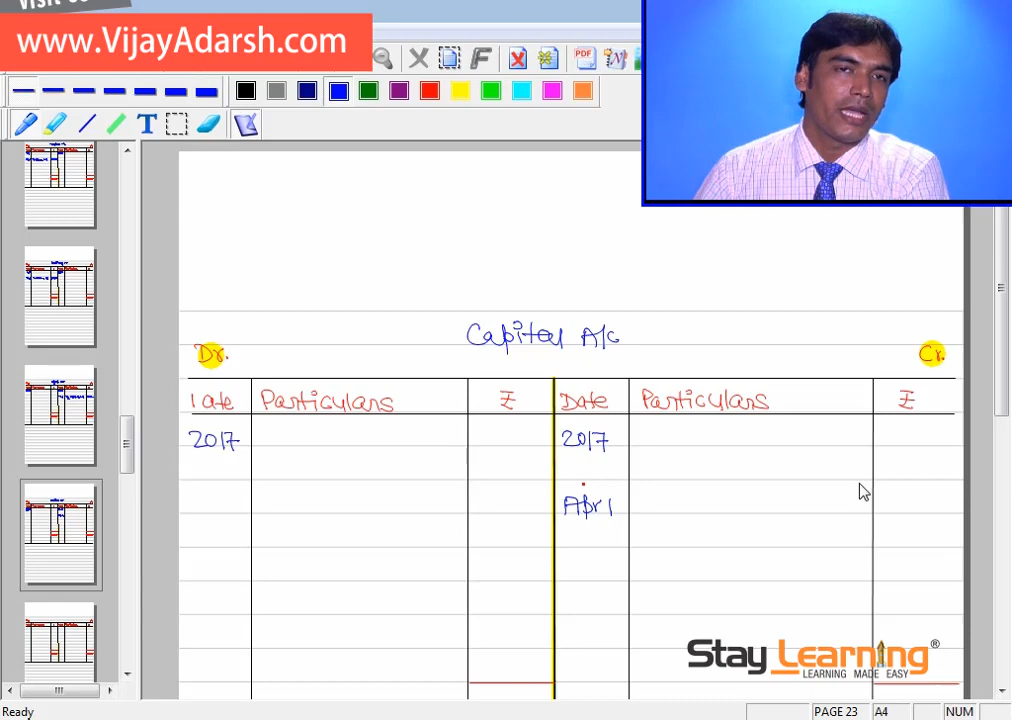 www.VijayAdarsh.com
Capital A/c
Dr.
Cr.
Date Particulars ₹ Date Particulars ₹
2017 2017
Apr 1
Stay Learning®
LEARNING MADE EASY
Ready PAGE 23 A4 NUM